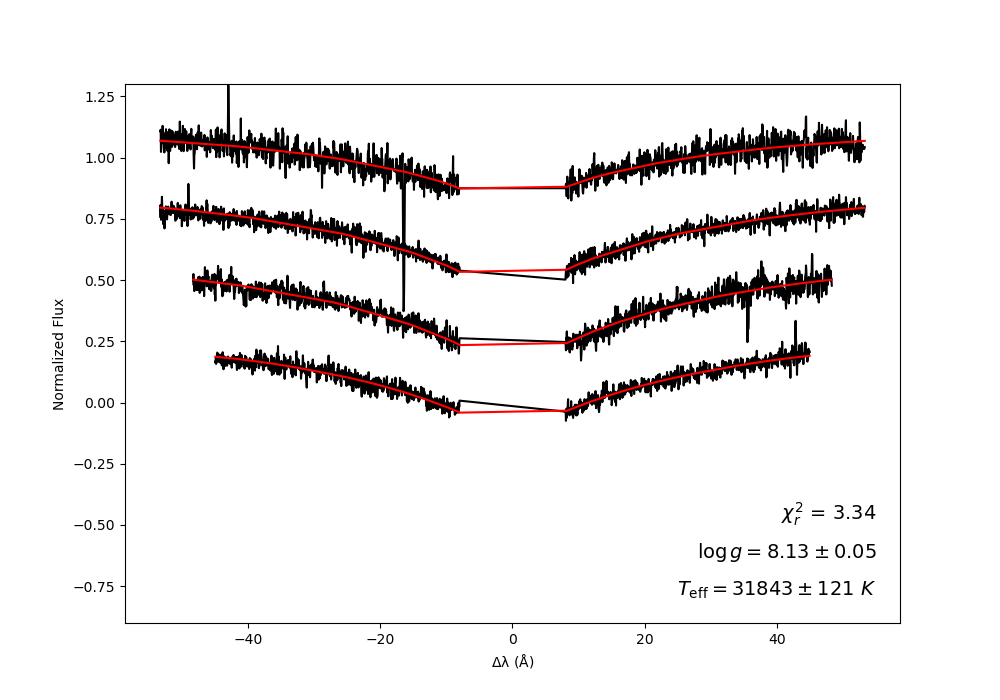 1.25
1.00
0.75
0.50
0.25
0.00
−0.25
−0.50
−0.75
Normalized Flux
χ²ᵣ = 3.34
log g = 8.13 ± 0.05
T_eff = 31843 ± 121 K
−40 −20 0 20 40
Δλ (Å)